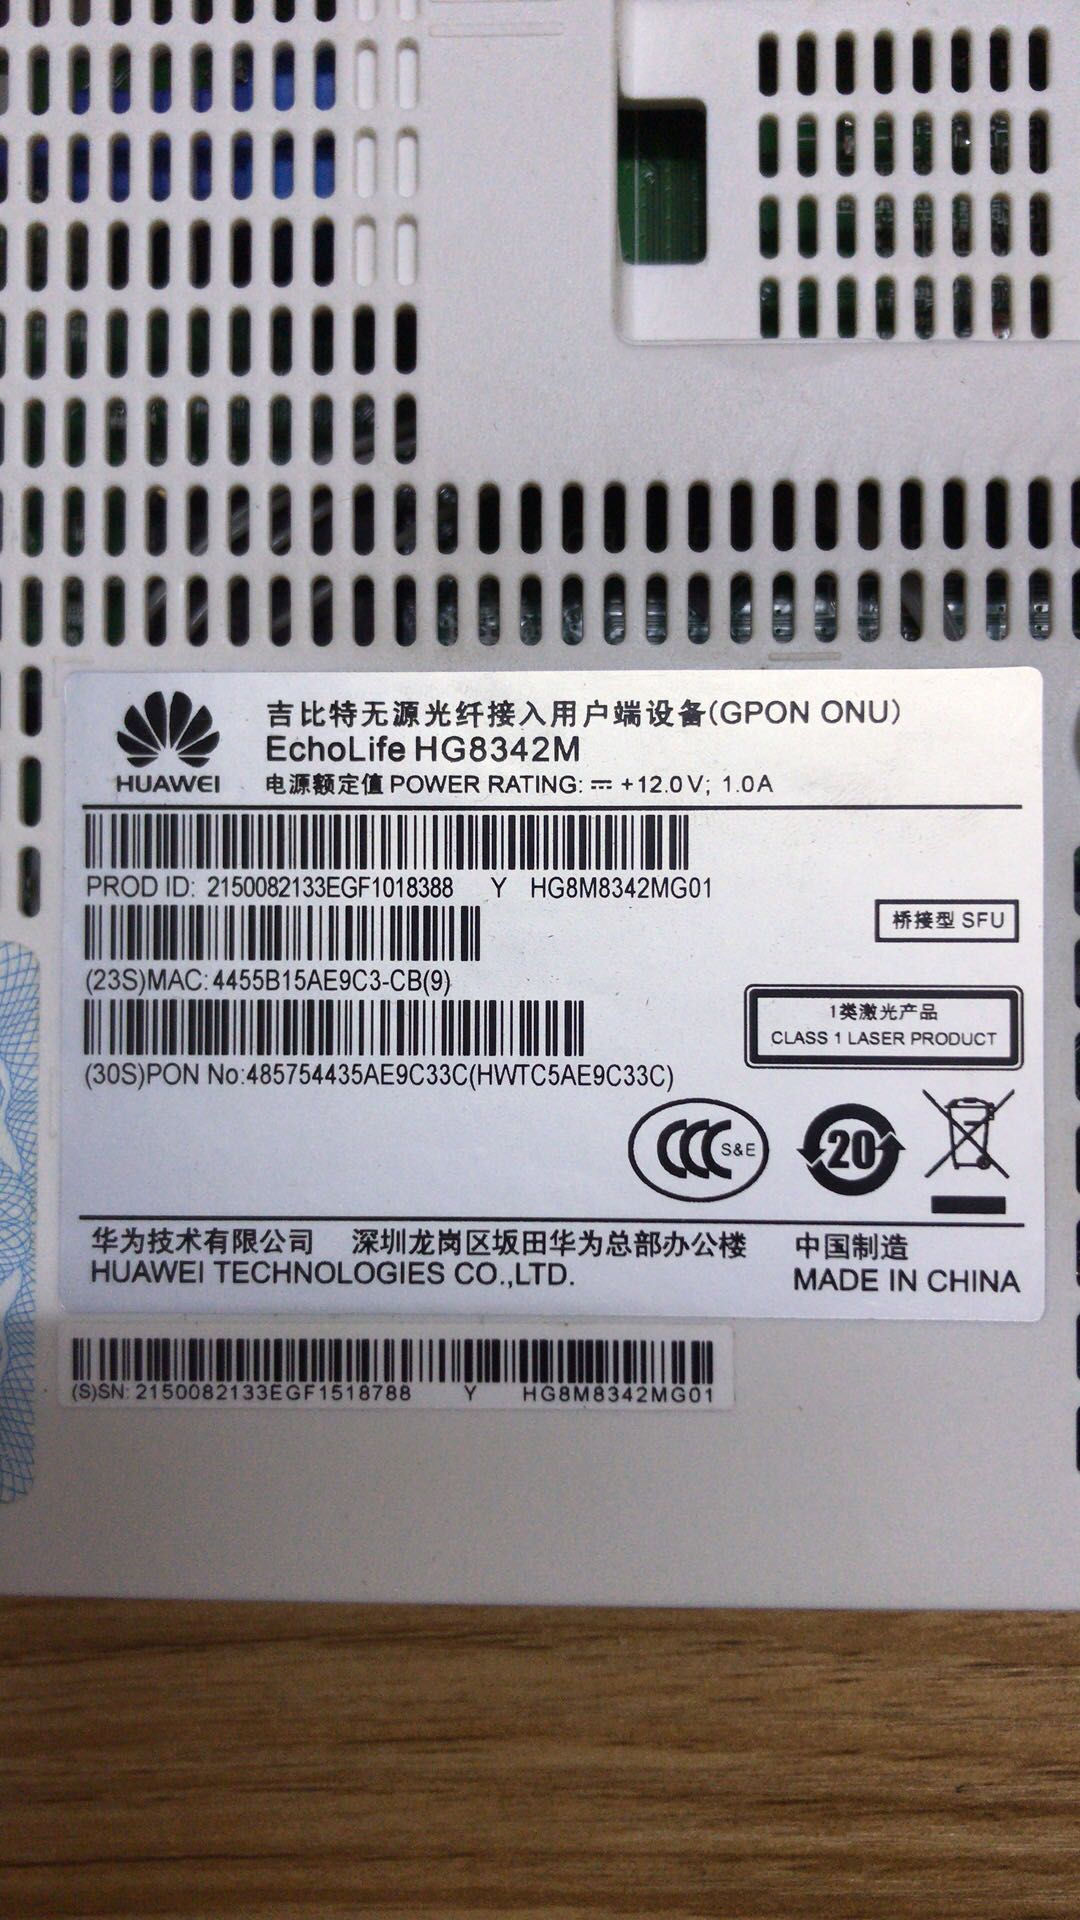 吉比特无源光纤接入用户端设备(GPON ONU)
EchoLife HG8342M
HUAWEI
电源额定值 POWER RATING: ⎓ +12.0V; 1.0A
PROD ID: 2150082133EGF1018388 Y HG8M8342MG01
桥接型 SFU
(23S)MAC:4455B15AE9C3-CB(9)
1类激光产品
CLASS 1 LASER PRODUCT
(30S)PON No:485754435AE9C33C(HWTC5AE9C33C)
CCC S&E
20
华为技术有限公司 深圳龙岗区坂田华为总部办公楼 中国制造
HUAWEI TECHNOLOGIES CO.,LTD. MADE IN CHINA
(S)SN: 2150082133EGF1518788 Y HG8M8342MG01